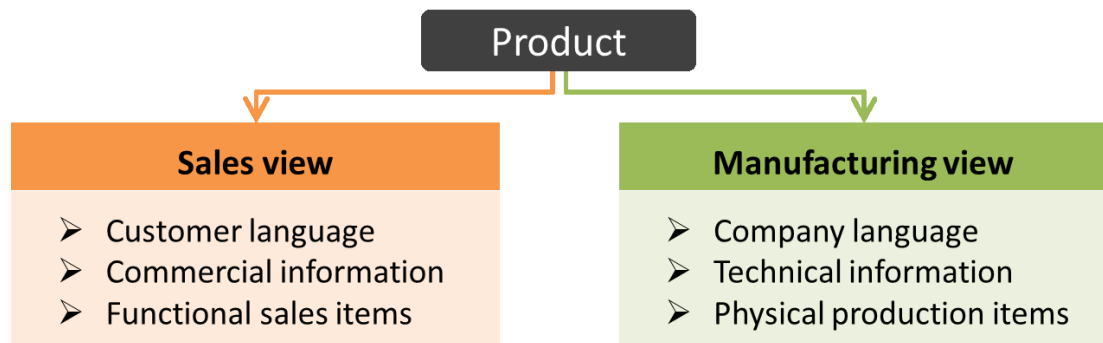 Product
Sales view
➢ Customer language
➢ Commercial information
➢ Functional sales items
Manufacturing view
➢ Company language
➢ Technical information
➢ Physical production items